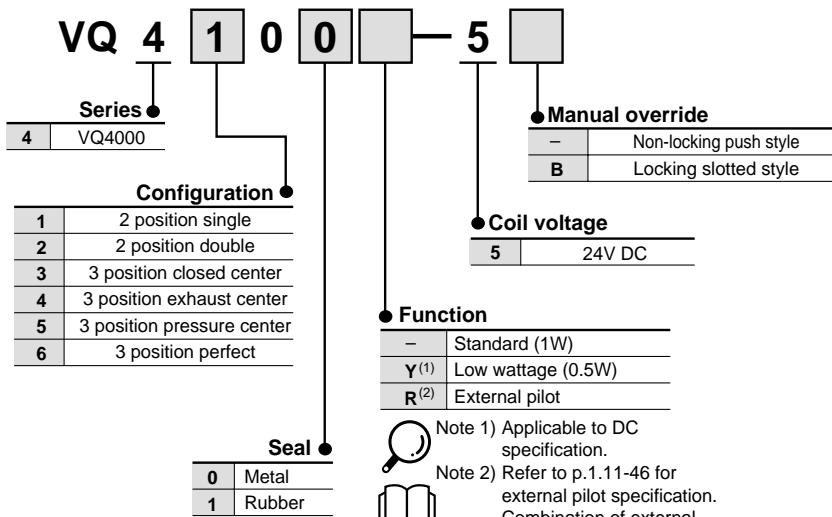 VQ 4 1 0 0 — 5
Series
4 VQ4000
Configuration
1 2 position single
2 2 position double
3 3 position closed center
4 3 position exhaust center
5 3 position pressure center
6 3 position perfect
Seal
0 Metal
1 Rubber
Manual override
– Non-locking push style
B Locking slotted style
Coil voltage
5 24V DC
Function
– Standard (1W)
Y(1) Low wattage (0.5W)
R(2) External pilot
Note 1) Applicable to DC
specification.
Note 2) Refer to p.1.11-46 for
external pilot specification.
Combination of external